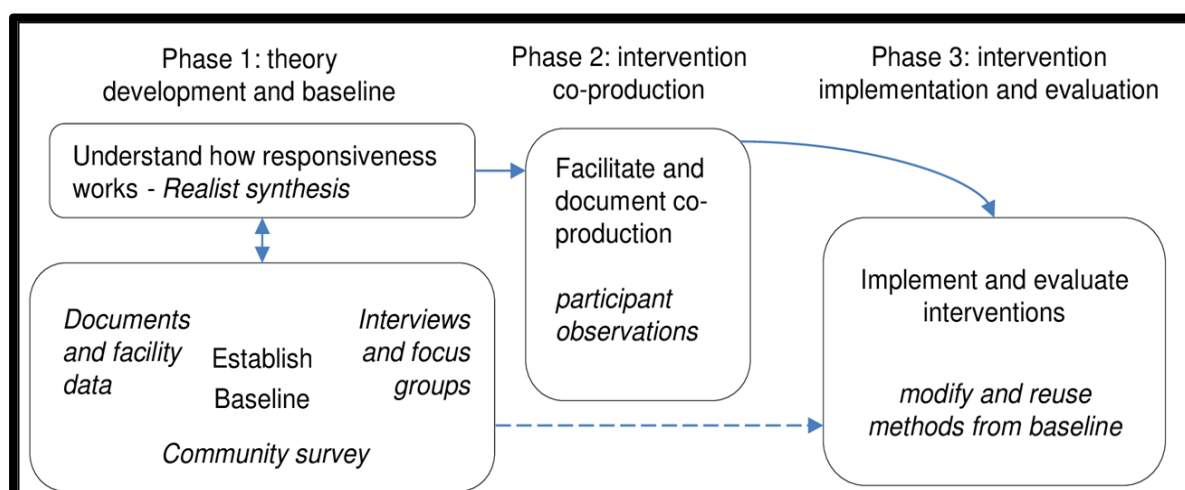 Phase 1: theory
development and baseline
Phase 2: intervention
co-production
Phase 3: intervention
implementation and evaluation
Understand how responsiveness
works - Realist synthesis
Facilitate and
document co-
production
participant
observations
Documents
and facility
data
Establish
Baseline
Interviews
and focus
groups
Community survey
Implement and evaluate
interventions
modify and reuse
methods from baseline